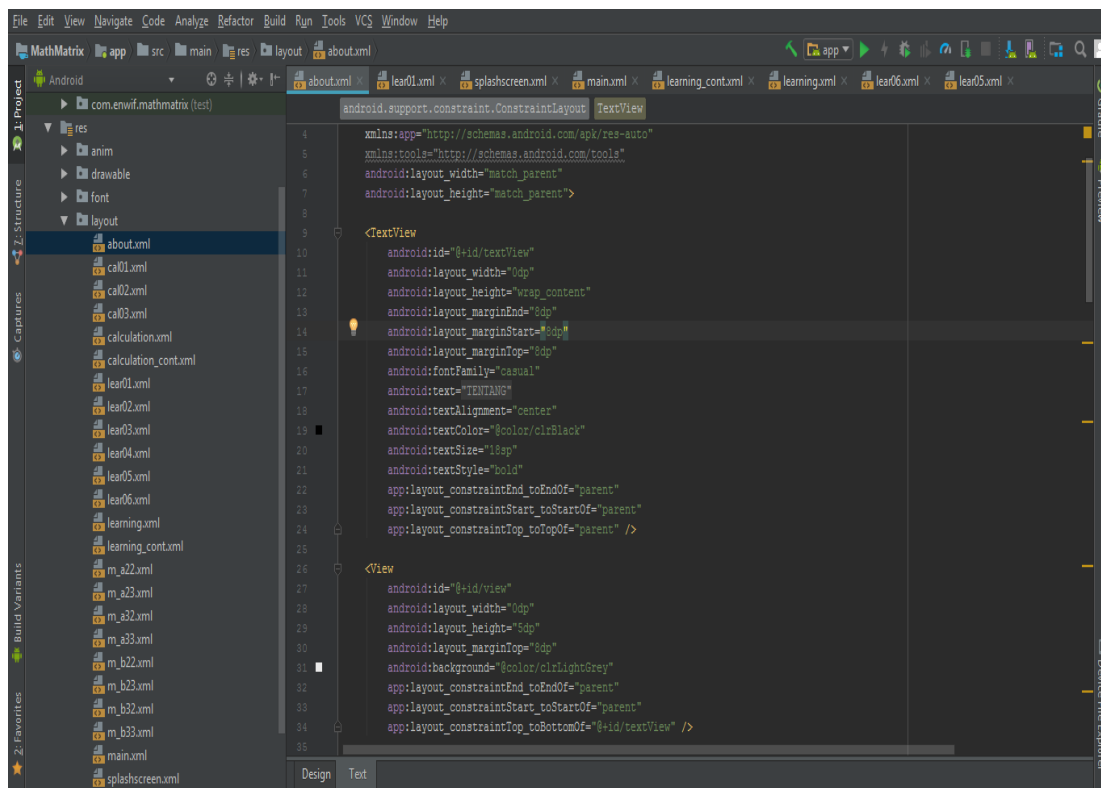 File Edit View Navigate Code Analyze Refactor Build Run Tools VCS Window Help
MathMatrix app src main res layout about.xml app
Android about.xml lear01.xml splashscreen.xml main.xml learning_cont.xml learning.xml lear06.xml lear05.xml
android.support.constraint.ConstraintLayout TextView
1: Project
7: Structure
Captures
Build Variants
2: Favorites
com.enwif.mathmatrix (test)
res
anim
drawable
font
layout
about.xml
cal01.xml
cal02.xml
cal03.xml
calculation.xml
calculation_cont.xml
lear01.xml
lear02.xml
lear03.xml
lear04.xml
lear05.xml
lear06.xml
learning.xml
learning_cont.xml
m_a22.xml
m_a23.xml
m_a32.xml
m_a33.xml
m_b22.xml
m_b23.xml
m_b32.xml
m_b33.xml
main.xml
splashscreen.xml
4 xmlns:app="http://schemas.android.com/apk/res-auto"
5 xmlns:tools="http://schemas.android.com/tools"
6 android:layout_width="match_parent"
7 android:layout_height="match_parent">
8
9 <TextView
10 android:id="@+id/textView"
11 android:layout_width="0dp"
12 android:layout_height="wrap_content"
13 android:layout_marginEnd="8dp"
14 android:layout_marginStart="8dp"
15 android:layout_marginTop="8dp"
16 android:fontFamily="casual"
17 android:text="TENTANG"
18 android:textAlignment="center"
19 android:textColor="@color/clrBlack"
20 android:textSize="18sp"
21 android:textStyle="bold"
22 app:layout_constraintEnd_toEndOf="parent"
23 app:layout_constraintStart_toStartOf="parent"
24 app:layout_constraintTop_toTopOf="parent" />
25
26 <View
27 android:id="@+id/view"
28 android:layout_width="0dp"
29 android:layout_height="5dp"
30 android:layout_marginTop="8dp"
31 android:background="@color/clrLightGrey"
32 app:layout_constraintEnd_toEndOf="parent"
33 app:layout_constraintStart_toStartOf="parent"
34 app:layout_constraintTop_toBottomOf="@+id/textView" />
35
Design Text